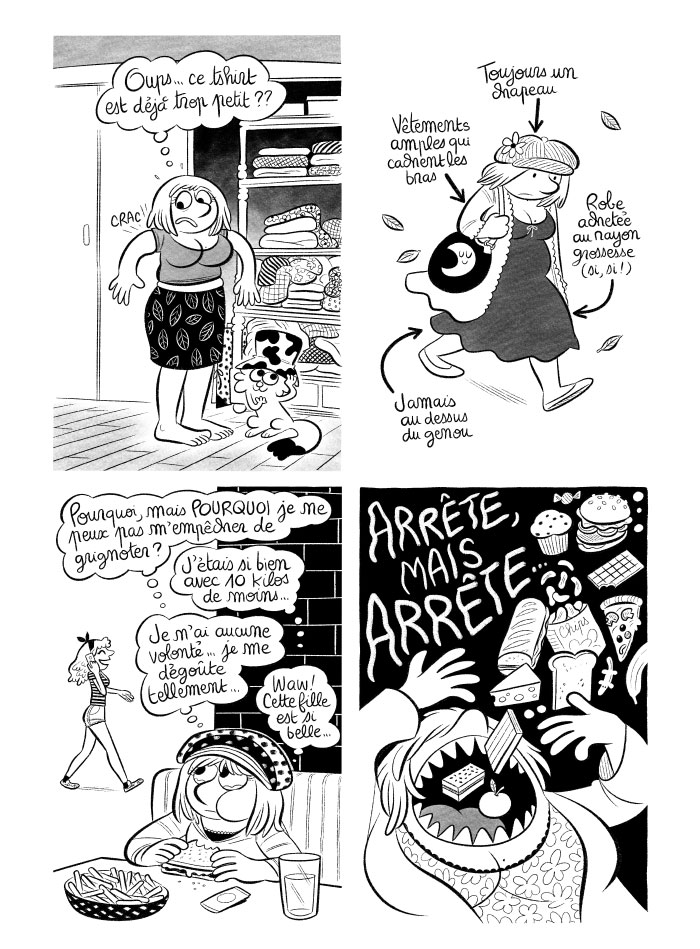 Oups... ce tshirt
est déjà trop petit ??
CRAC
Toujours un
chapeau
Vêtements
amples qui
cachent les
bras
Robe
achetée
au rayon
grossesse
(si, si !)
Jamais
au dessus
du genou
Pourquoi, mais POURQUOI je me
peux pas m'empêcher de
grignoter ?
J'étais si bien
avec 10 kilos
de moins...
Je n'ai aucune
volonté... je me
dégoûte
tellement...
Waw!
Cette fille
est si
belle...
ARRÊTE,
MAIS
ARRÊTE...
Chips